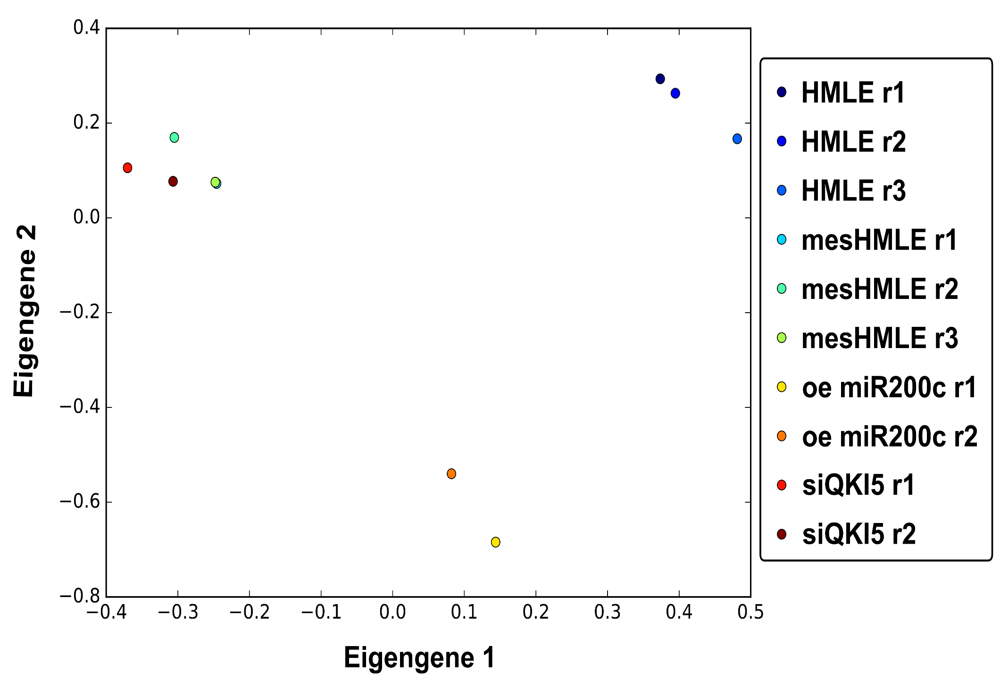 0.4
0.2
0.0
−0.2
−0.4
−0.6
−0.8
Eigengene 2
−0.4 −0.3 −0.2 −0.1 0.0 0.1 0.2 0.3 0.4 0.5
Eigengene 1
HMLE r1
HMLE r2
HMLE r3
mesHMLE r1
mesHMLE r2
mesHMLE r3
oe miR200c r1
oe miR200c r2
siQKI5 r1
siQKI5 r2